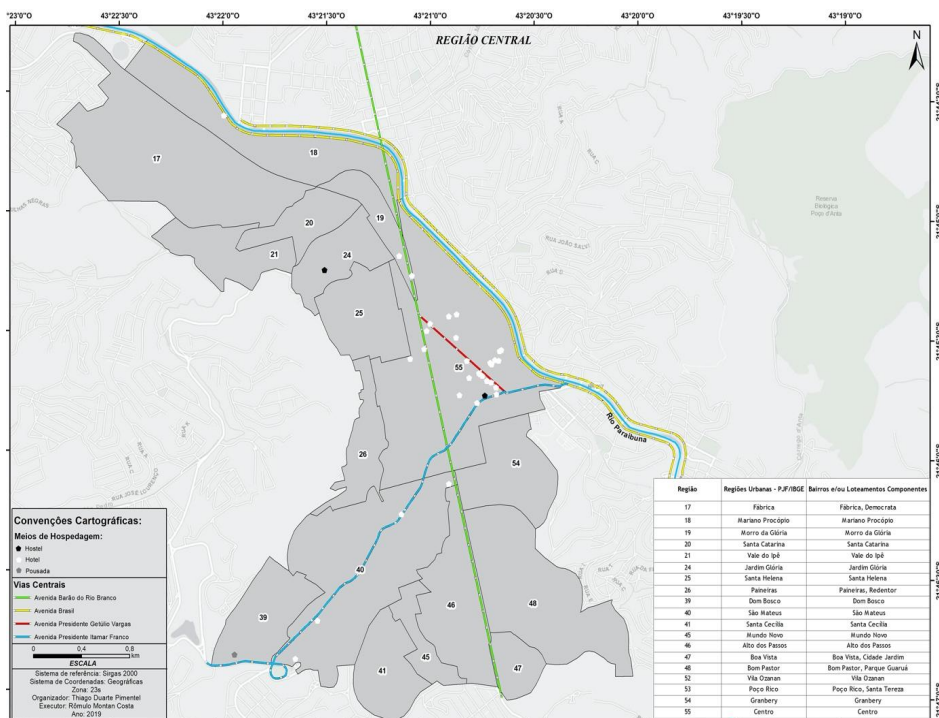 °23'0"
43°22'30"
43°22'0"
43°21'30"
43°21'0"
43°20'30"
43°20'0"
43°19'30"
43°19'0"
REGIÃO CENTRAL
N
17
18
20
19
21
24
25
55
26
54
40
39
46
48
41
45
47
RUA JOÃO
Reserva
Ecológica
Poço d'Anta
Rio Paraibuna
Convenções Cartográficas:
Meios de Hospedagem:
Hostel
Hotel
Pousada
Vias Centrais
Avenida Barão do Rio Branco
Avenida Brasil
Avenida Presidente Getúlio Vargas
Avenida Presidente Itamar Franco
0 0,4 0,8
km
ESCALA
Sistema de referência: Sirgas 2000
Sistema de Coordenadas: Geográficas
Zona: 23s
Organizador: Thiago Duarte Pimentel
Executor: Rômulo Montan Costa
Ano: 2019
Região Regiões Urbanas - PJF/IBGE Bairros e/ou Loteamentos Componentes
17 Fábrica Fábrica, Democrata
18 Mariano Procópio Mariano Procópio
19 Morro da Glória Morro da Glória
20 Santa Catarina Santa Catarina
21 Vale do Ipê Vale do Ipê
24 Jardim Glória Jardim Glória
25 Santa Helena Santa Helena
26 Paineiras Paineiras, Redentor
39 Dom Bosco Dom Bosco
40 São Mateus São Mateus
41 Santa Cecília Santa Cecília
45 Mundo Novo Mundo Novo
46 Alto dos Passos Alto dos Passos
47 Boa Vista Boa Vista, Cidade Jardim
48 Bom Pastor Bom Pastor, Parque Guaruá
52 Vila Ozanan Vila Ozanan
53 Poço Rico Poço Rico, Santa Tereza
54 Granbery Granbery
55 Centro Centro